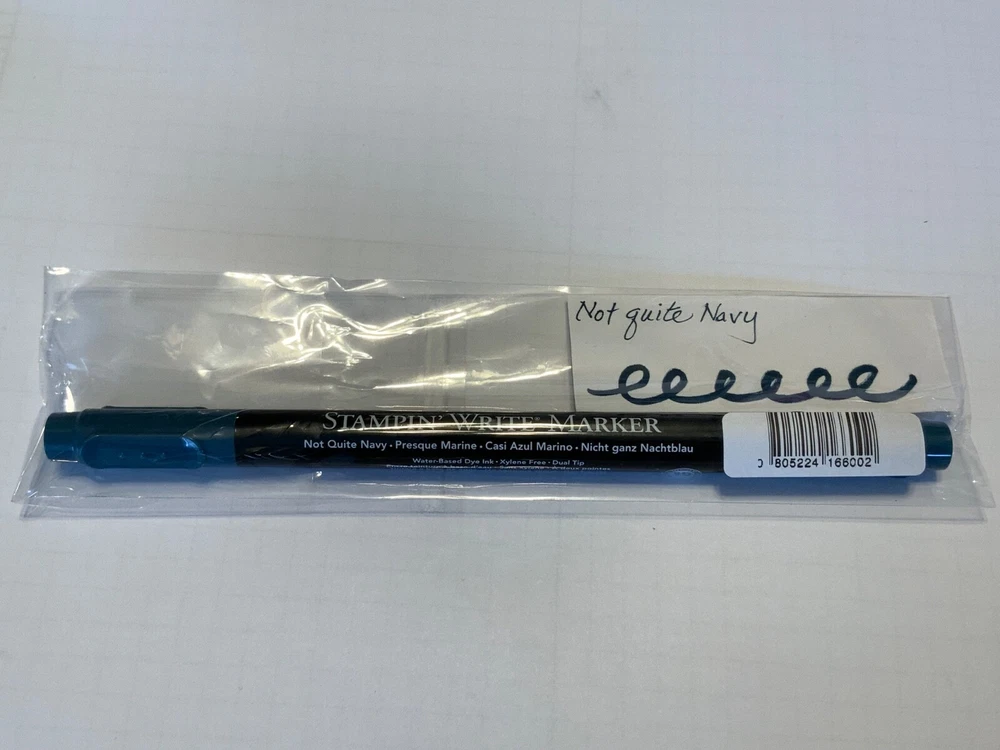 Not quite Navy
STAMPIN' WRITE® MARKER
Not Quite Navy • Presque Marine • Casi Azul Marino • Nicht ganz Nachtblau
Water-Based Dye Ink • Xylene Free • Dual Tip
0 805224 166002